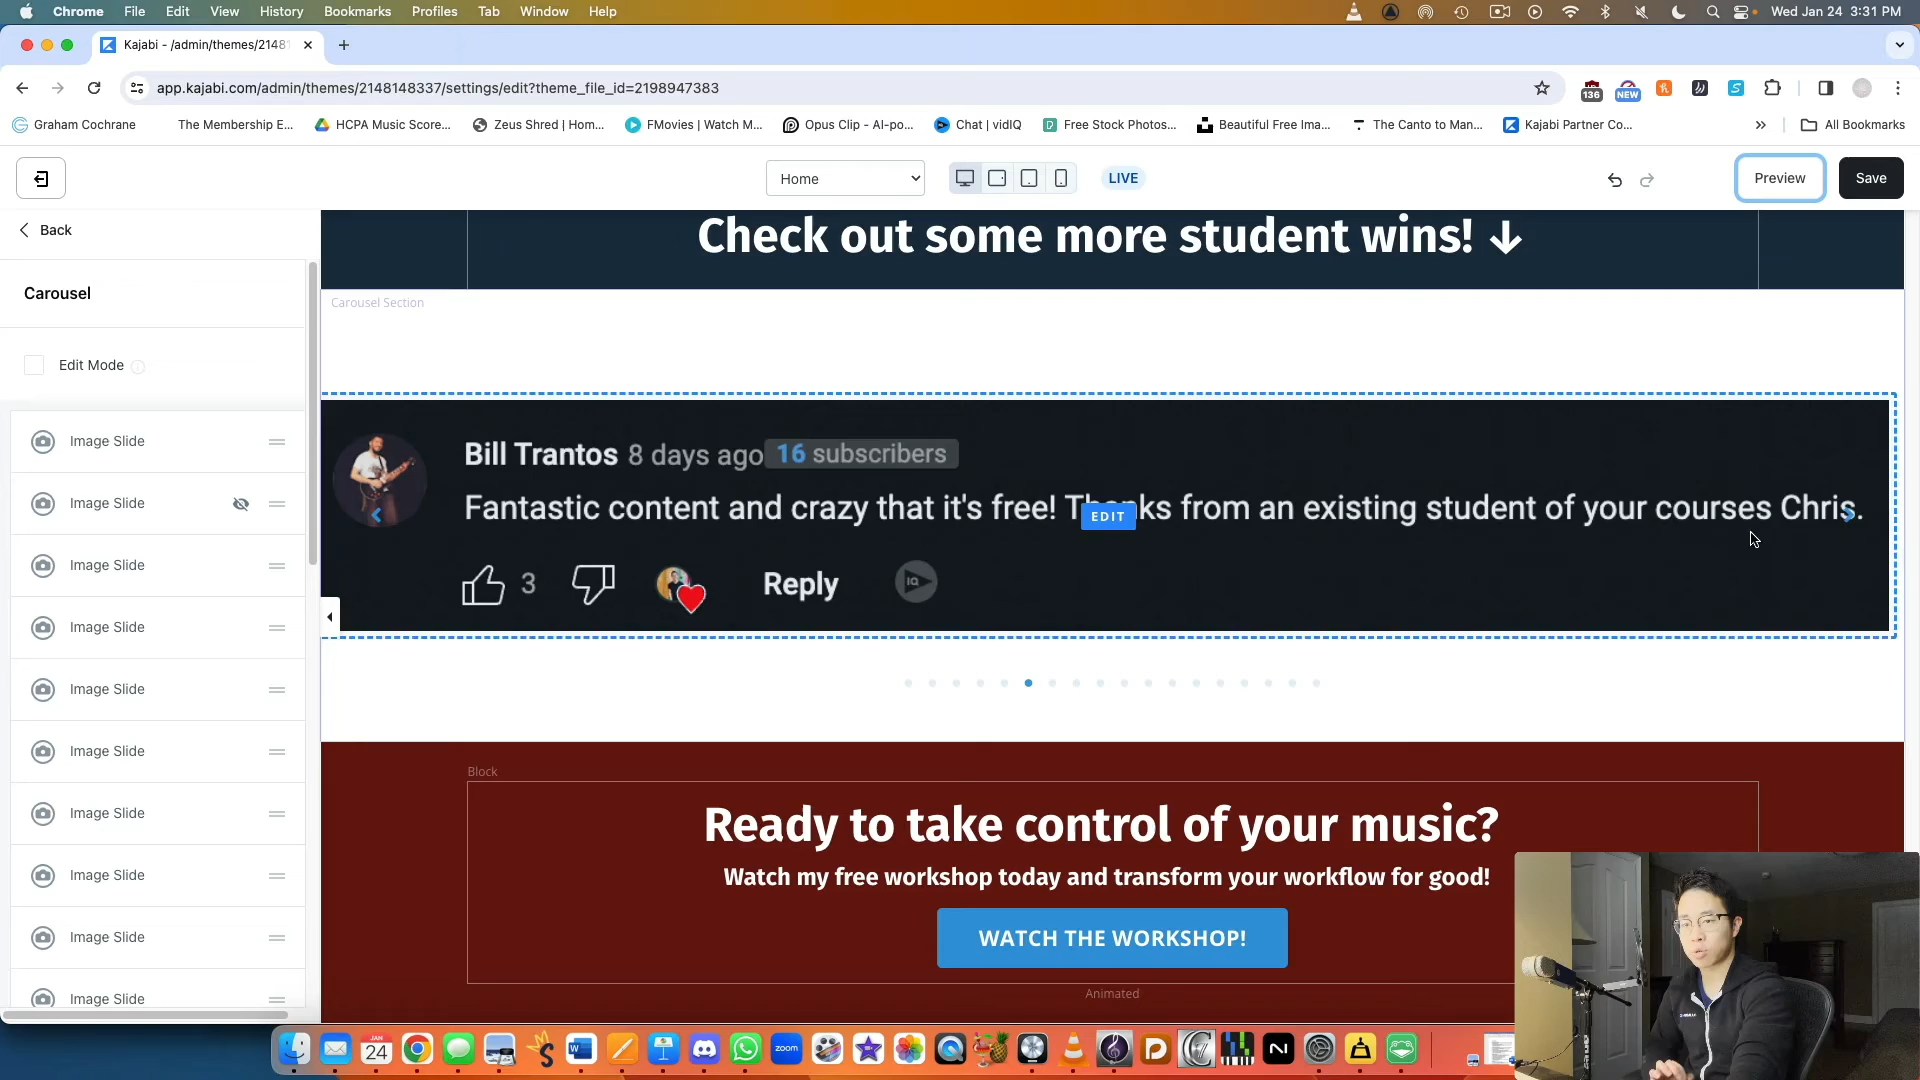 Chrome File Edit View History Bookmarks Profiles Tab Window Help
Wed Jan 24 3:31 PM
Kajabi - /admin/themes/21481
app.kajabi.com/admin/themes/2148148337/settings/edit?theme_file_id=2198947383
136
NEW
Graham Cochrane
The Membership E...
HCPA Music Score...
Zeus Shred | Hom...
FMovies | Watch M...
Opus Clip - AI-po...
Chat | vidIQ
Free Stock Photos...
Beautiful Free Ima...
The Canto to Man...
Kajabi Partner Co...
All Bookmarks
Home
LIVE
Preview
Save
Back
Carousel
Edit Mode
Image Slide
Image Slide
Image Slide
Image Slide
Image Slide
Image Slide
Image Slide
Image Slide
Image Slide
Image Slide
Check out some more student wins! ↓
Carousel Section
Bill Trantos 8 days ago 16 subscribers
Fantastic content and crazy that it's free! Thanks from an existing student of your courses Chris.
EDIT
3
Reply
IQ
Block
Ready to take control of your music?
Watch my free workshop today and transform your workflow for good!
WATCH THE WORKSHOP!
Animated
JAN
24
zoom